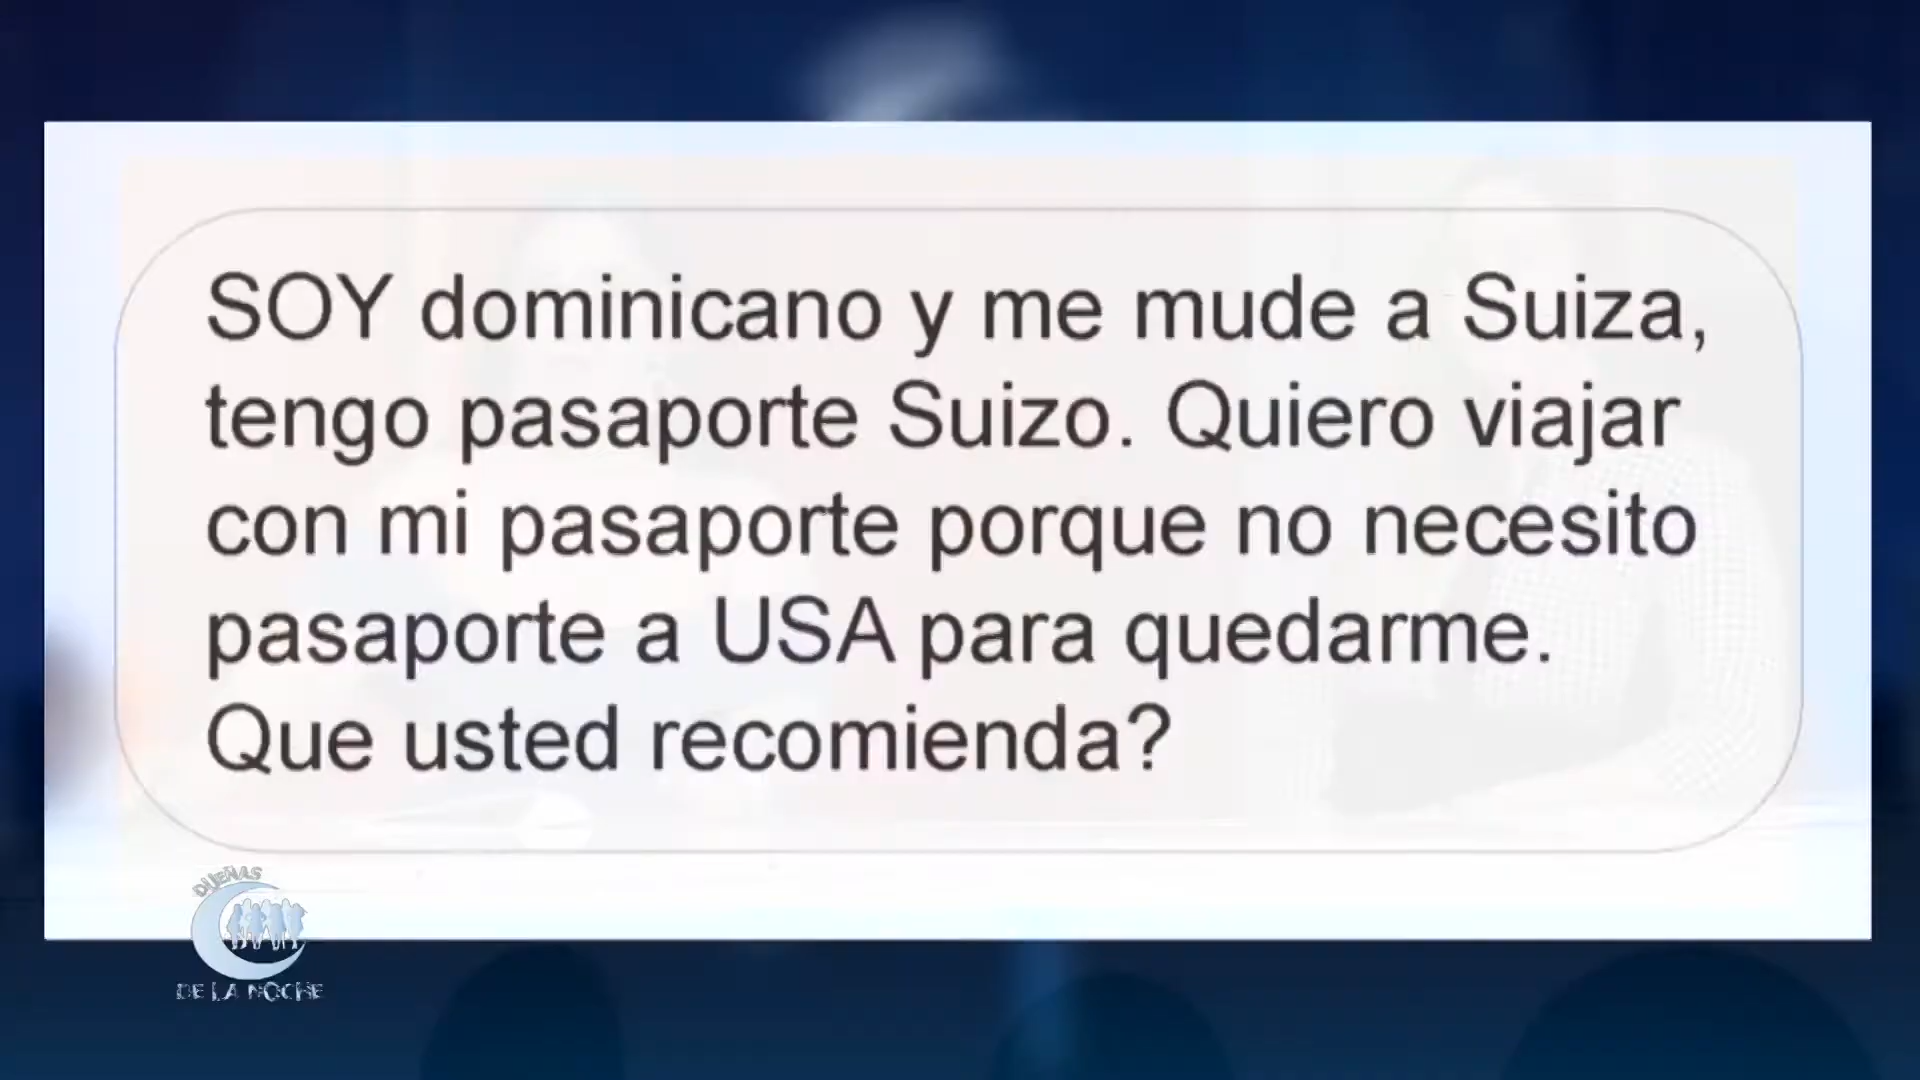 SOY dominicano y me mude a Suiza,
tengo pasaporte Suizo. Quiero viajar
con mi pasaporte porque no necesito
pasaporte a USA para quedarme.
Que usted recomienda?
DUEÑAS
DE LA NOCHE